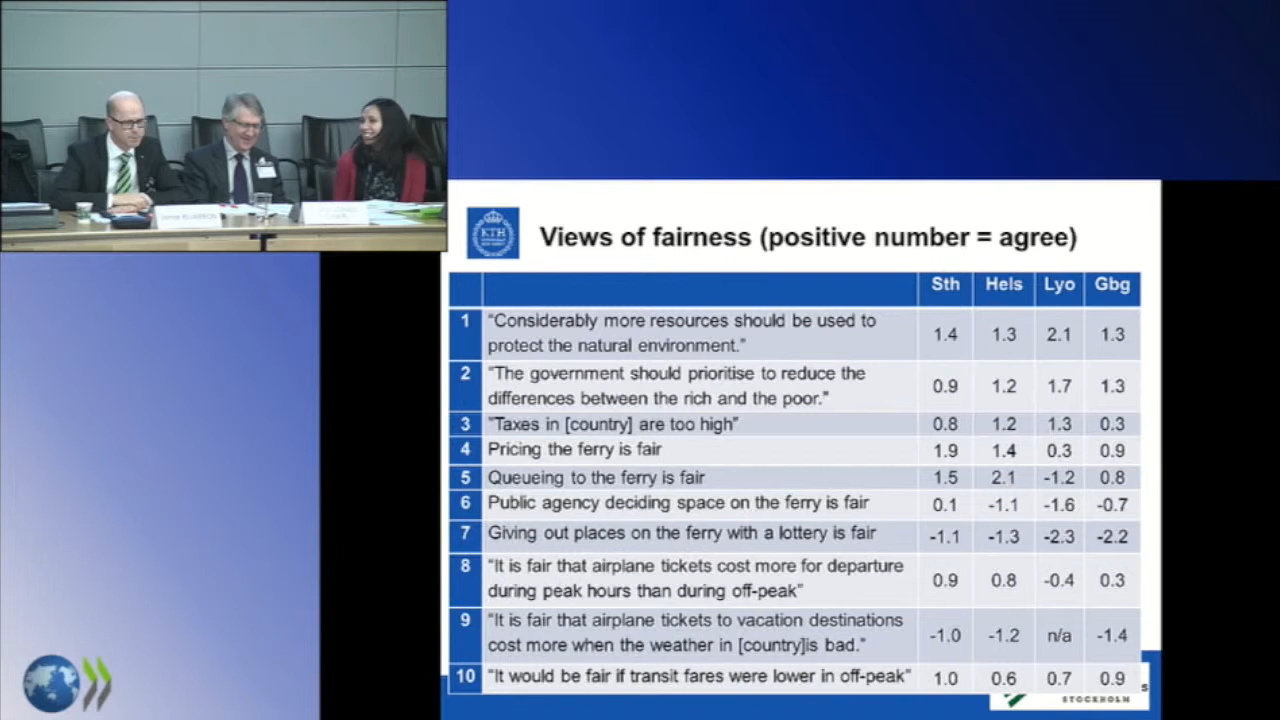 KTH
Views of fairness (positive number = agree)
Sth Hels Lyo Gbg
1 “Considerably more resources should be used to
protect the natural environment.” 1.4 1.3 2.1 1.3
2 “The government should prioritise to reduce the
differences between the rich and the poor.” 0.9 1.2 1.7 1.3
3 “Taxes in [country] are too high” 0.8 1.2 1.3 0.3
4 Pricing the ferry is fair 1.9 1.4 0.3 0.9
5 Queueing to the ferry is fair 1.5 2.1 -1.2 0.8
6 Public agency deciding space on the ferry is fair 0.1 -1.1 -1.6 -0.7
7 Giving out places on the ferry with a lottery is fair -1.1 -1.3 -2.3 -2.2
8 “It is fair that airplane tickets cost more for departure
during peak hours than during off-peak” 0.9 0.8 -0.4 0.3
9 “It is fair that airplane tickets to vacation destinations
cost more when the weather in [country]is bad.” -1.0 -1.2 n/a -1.4
10 “It would be fair if transit fares were lower in off-peak” 1.0 0.6 0.7 0.9
STOCKHOLM